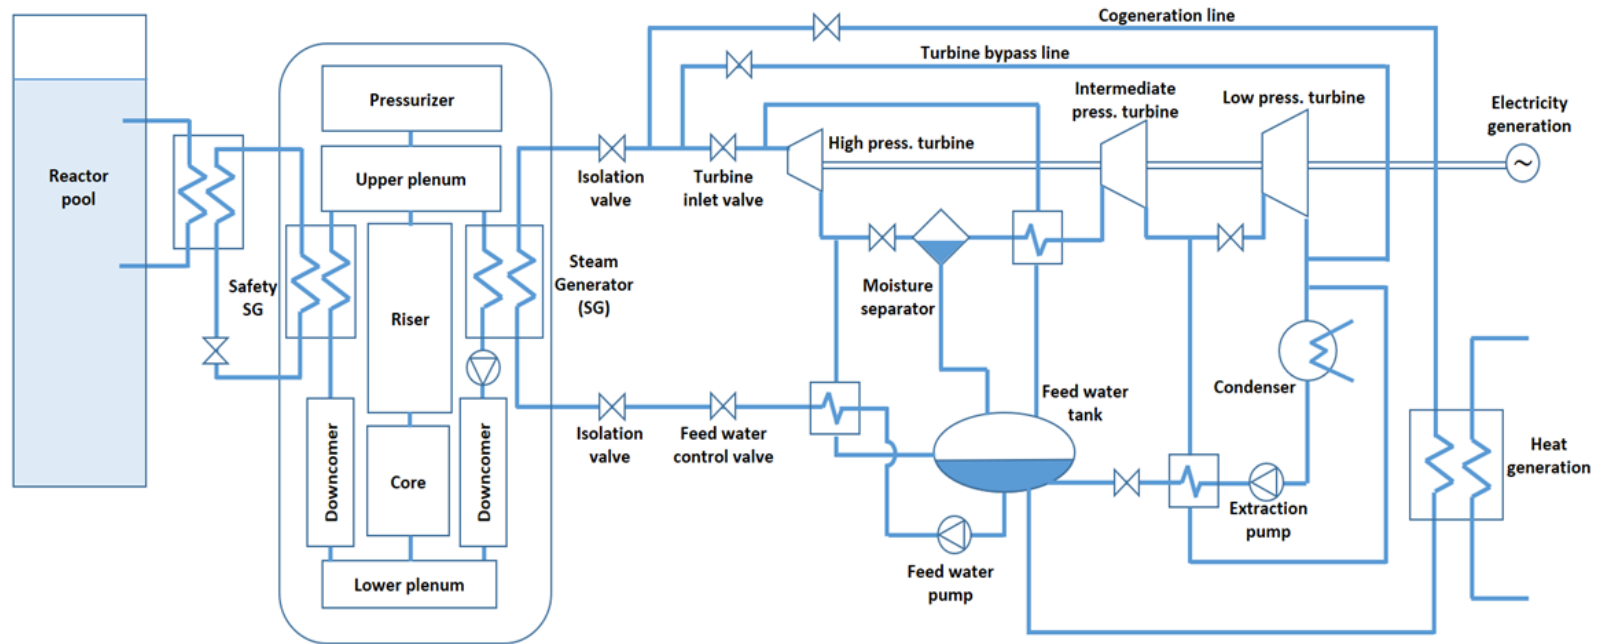 Cogeneration line
Turbine bypass line
Intermediate
press. turbine
Low press. turbine
Electricity
generation
~
Pressurizer
High press. turbine
Reactor
pool
Upper plenum
Isolation
valve
Turbine
inlet valve
Safety
SG
Steam
Generator
(SG)
Riser
Moisture
separator
Condenser
Feed water
tank
Downcomer
Core
Downcomer
Isolation
valve
Feed water
control valve
Heat
generation
Extraction
pump
Lower plenum
Feed water
pump